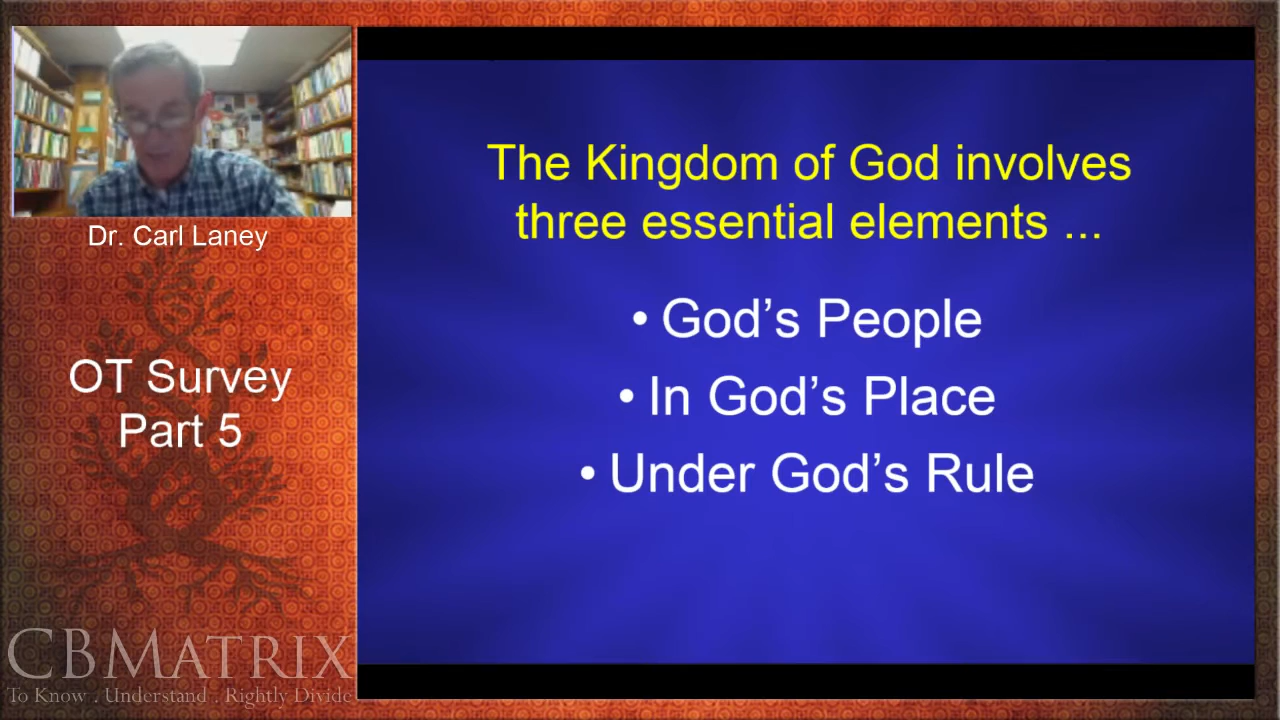 Dr. Carl Laney
OT Survey
Part 5
CBMATRIX
To Know . Understand . Rightly Divide
The Kingdom of God involves
three essential elements ...
• God’s People
• In God’s Place
• Under God’s Rule